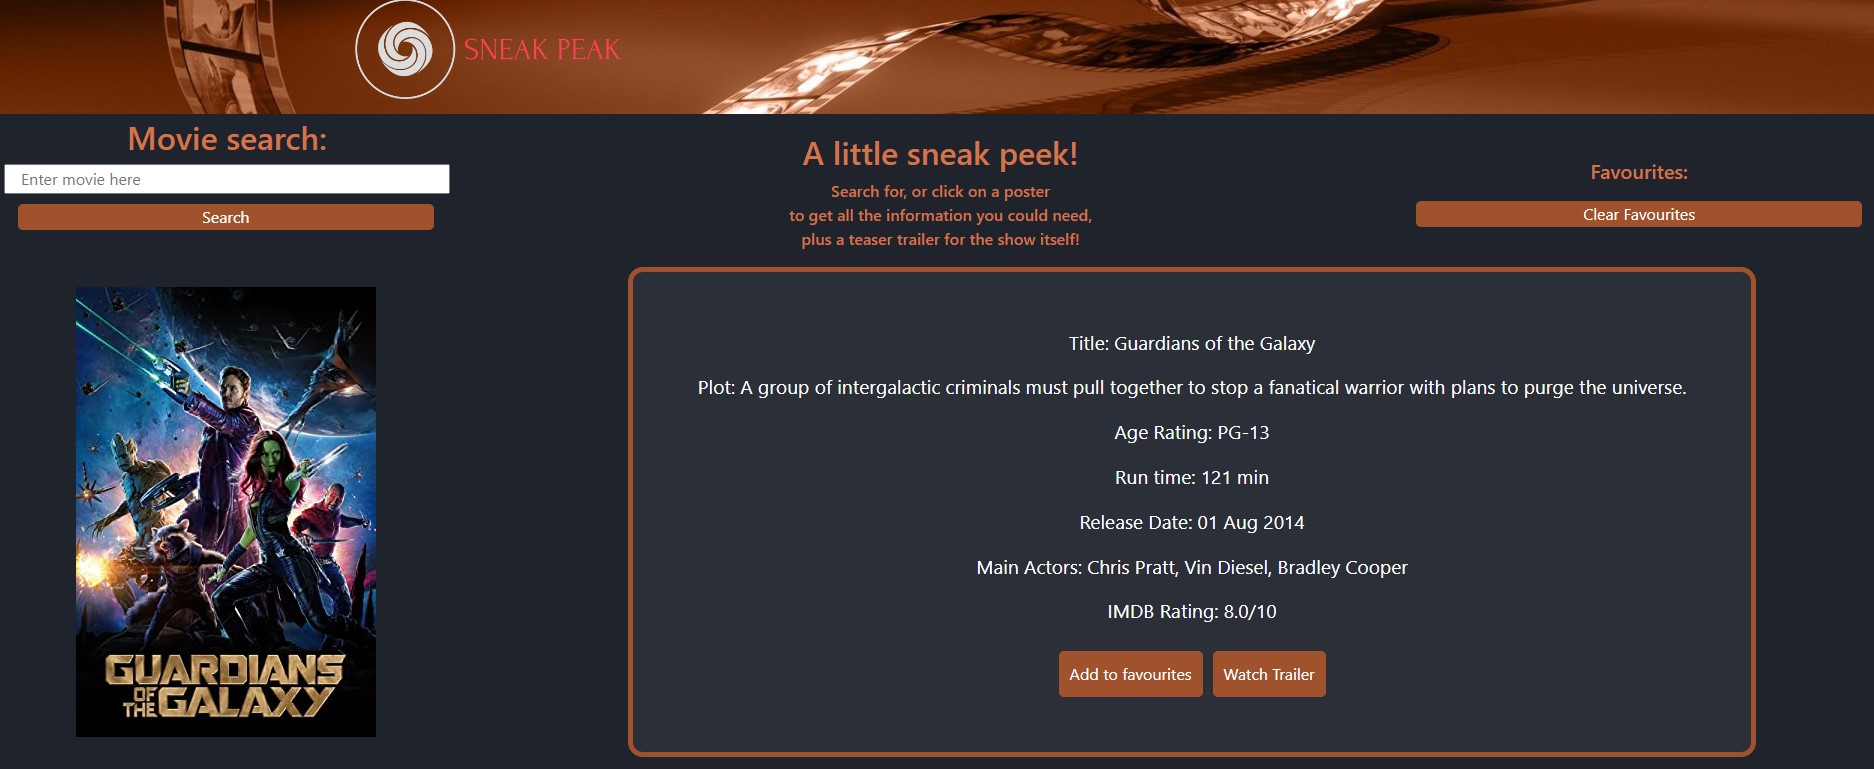 SNEAK PEAK
Movie search:
Enter movie here
Search
A little sneak peek!
Search for, or click on a poster
to get all the information you could need,
plus a teaser trailer for the show itself!
Favourites:
Clear Favourites
GUARDIANS
OF
THE GALAXY
Title: Guardians of the Galaxy
Plot: A group of intergalactic criminals must pull together to stop a fanatical warrior with plans to purge the universe.
Age Rating: PG-13
Run time: 121 min
Release Date: 01 Aug 2014
Main Actors: Chris Pratt, Vin Diesel, Bradley Cooper
IMDB Rating: 8.0/10
Add to favourites
Watch Trailer